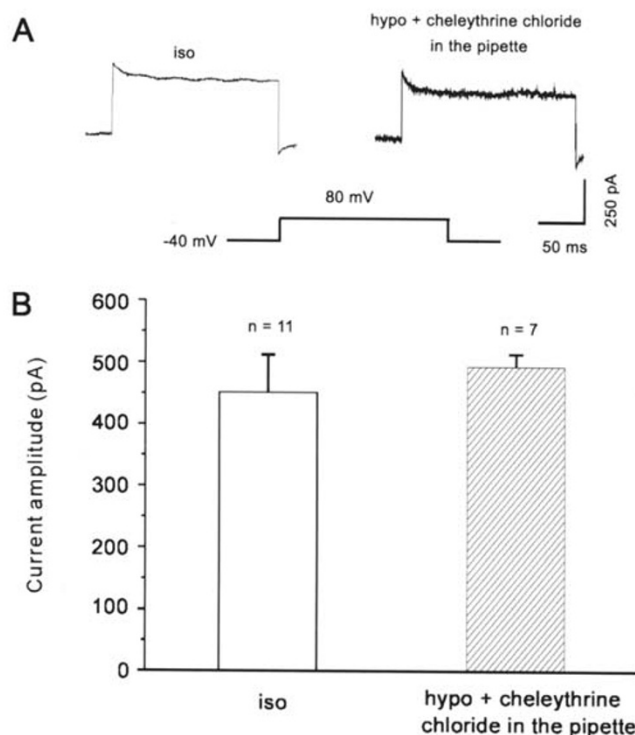 A
iso
hypo + cheleythrine chloride
in the pipette
80 mV
-40 mV
50 ms
250 pA
B
Current amplitude (pA)
600
500
400
300
200
100
0
n = 11
n = 7
iso
hypo + cheleythrine
chloride in the pipette